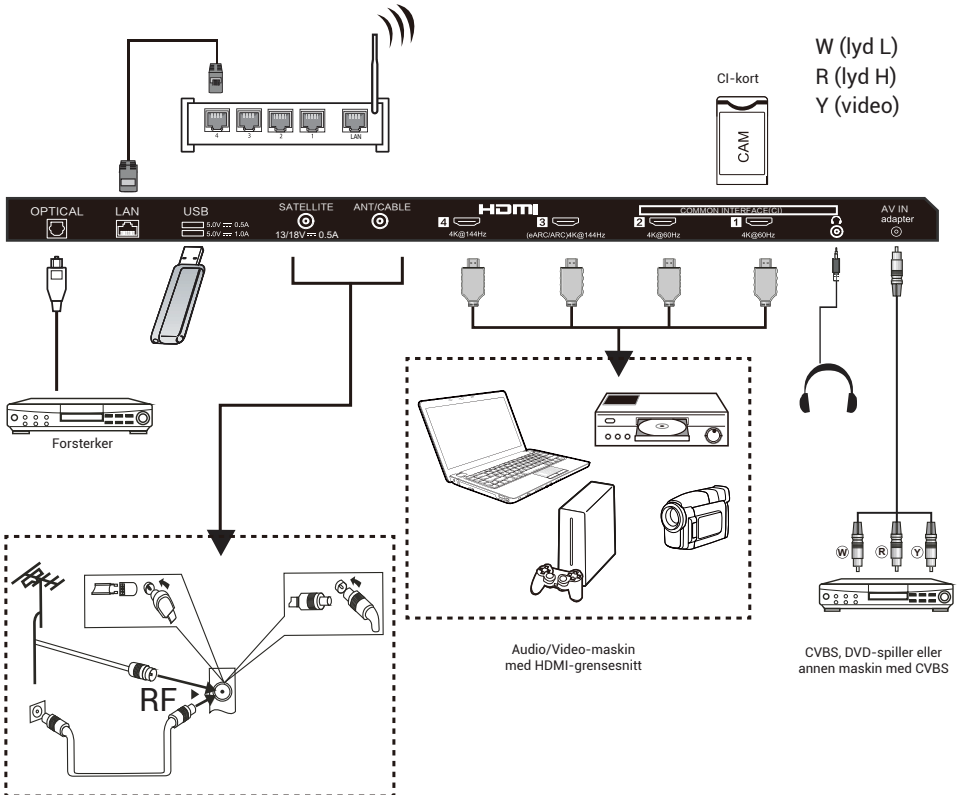 W (lyd L)
R (lyd H)
Y (video)
CI-kort
CAM
4 3 2 1 LAN
OPTICAL
LAN
USB
5.0V ⎓ 0.5A
5.0V ⎓ 1.0A
SATELLITE
13/18V ⎓ 0.5A
ANT/CABLE
HDMI
4
4K@144Hz
3
(eARC/ARC)4K@144Hz
COMMON INTERFACE(CI)
2
4K@60Hz
1
4K@60Hz
AV IN
adapter
Forsterker
W R Y
RF
Audio/Video-maskin
med HDMI-grensesnitt
CVBS, DVD-spiller eller
annen maskin med CVBS